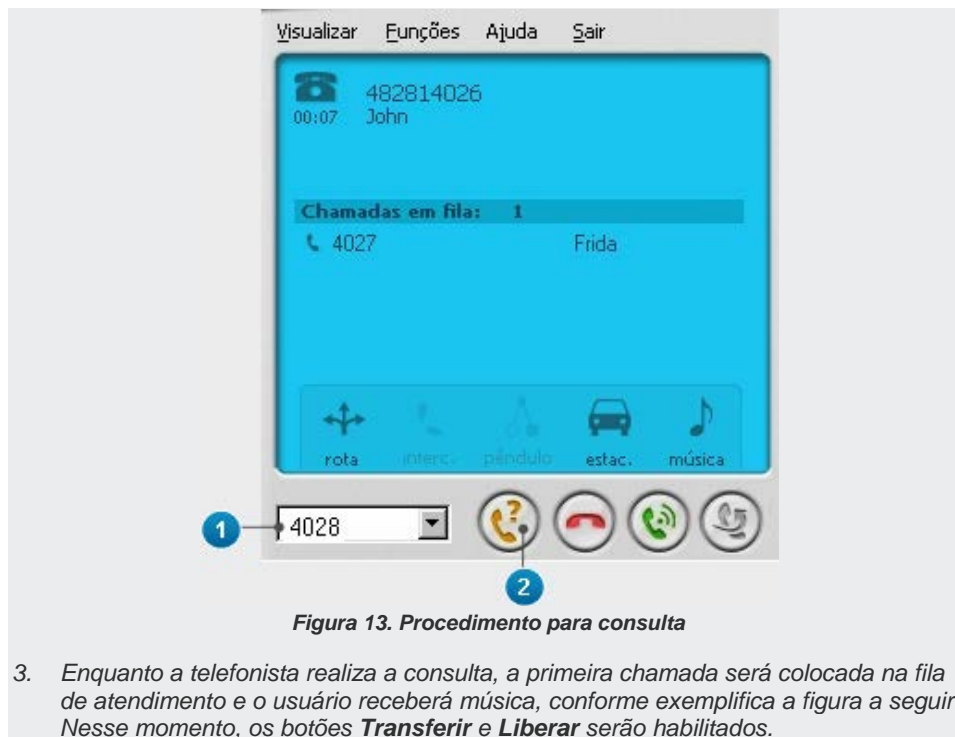 Visualizar Funções Ajuda Sair
482814026
00:07 John
Chamadas em fila: 1
4027 Frida
rota interc. pêndulo estac. música
1 4028
2
Figura 13. Procedimento para consulta
3. Enquanto a telefonista realiza a consulta, a primeira chamada será colocada na fila
de atendimento e o usuário receberá música, conforme exemplifica a figura a seguir
Nesse momento, os botões Transferir e Liberar serão habilitados.